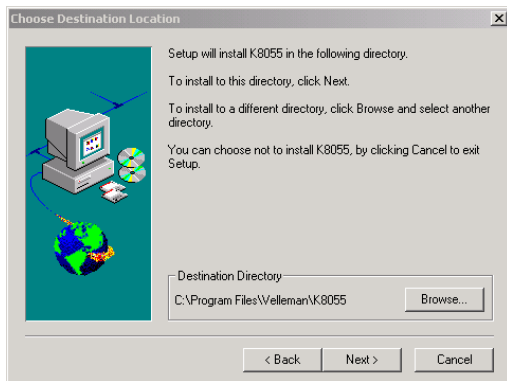 Choose Destination Location
Setup will install K8055 in the following directory.
To install to this directory, click Next.
To install to a different directory, click Browse and select another
directory.
You can choose not to install K8055, by clicking Cancel to exit
Setup.
Destination Directory
C:\Program Files\Velleman\K8055
Browse...
< Back
Next >
Cancel